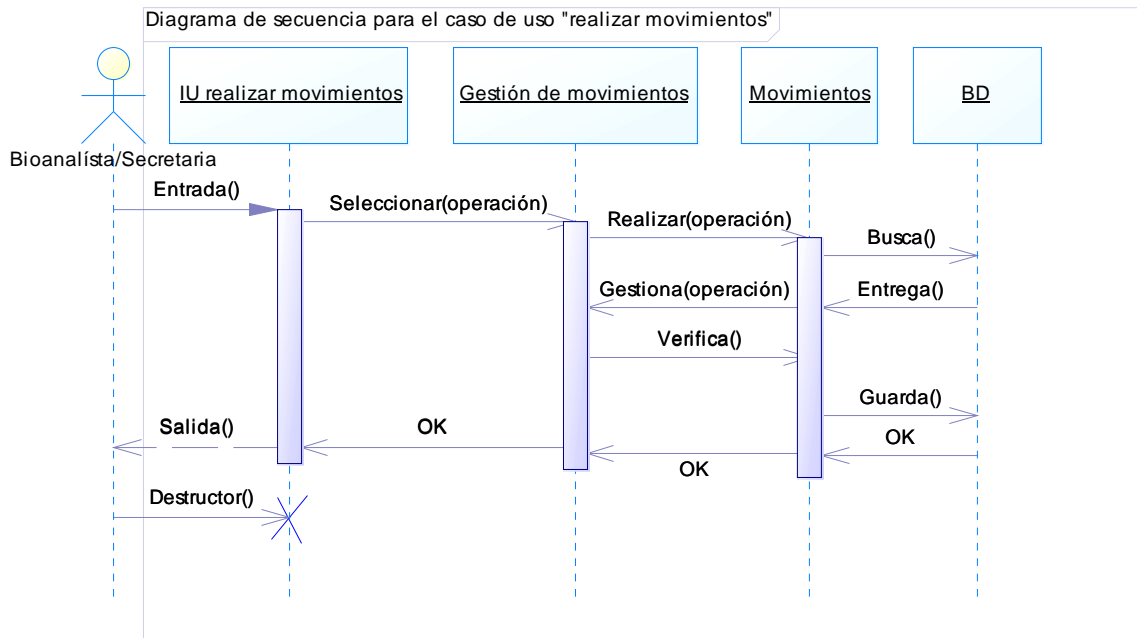 Diagrama de secuencia para el caso de uso "realizar movimientos"
IU realizar movimientos
Gestión de movimientos
Movimientos
BD
Bioanalísta/Secretaria
Entrada()
Seleccionar(operación)
Realizar(operación)
Busca()
Gestiona(operación)
Entrega()
Verifica()
Guarda()
Salida()
OK
OK
OK
Destructor()